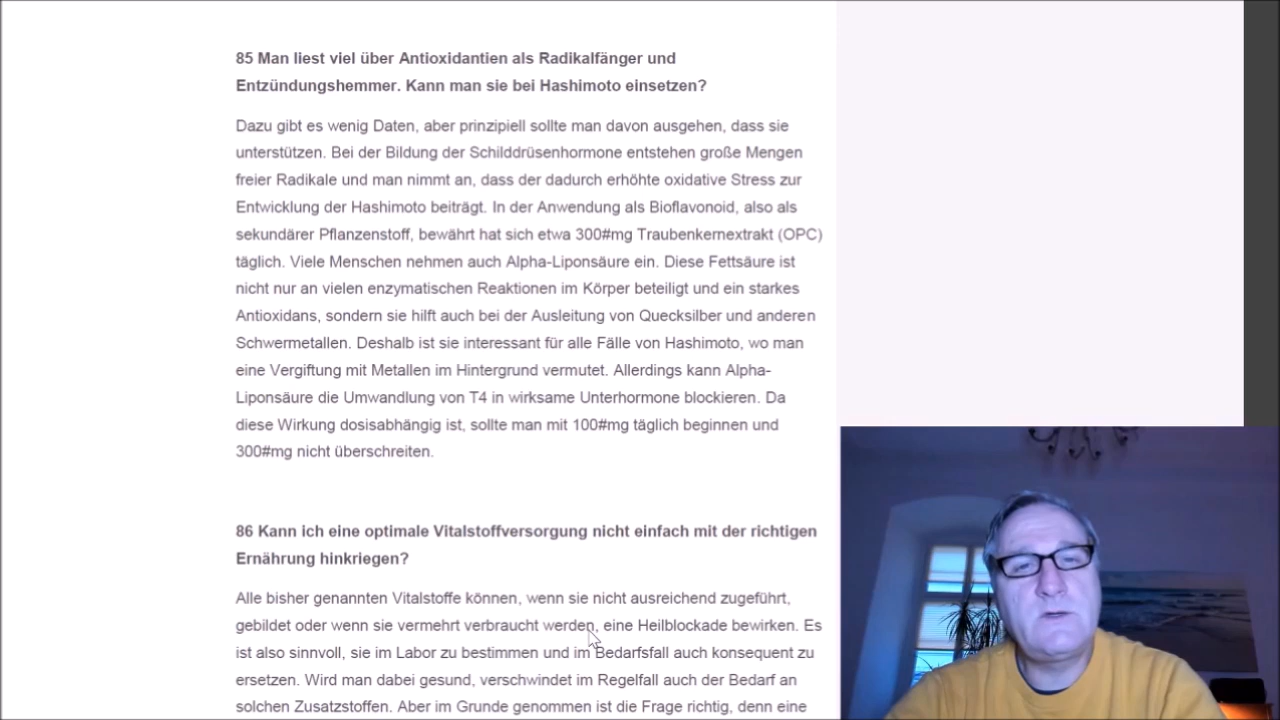 85 Man liest viel über Antioxidantien als Radikalfänger und
Entzündungshemmer. Kann man sie bei Hashimoto einsetzen?
Dazu gibt es wenig Daten, aber prinzipiell sollte man davon ausgehen, dass sie
unterstützen. Bei der Bildung der Schilddrüsenhormone entstehen große Mengen
freier Radikale und man nimmt an, dass der dadurch erhöhte oxidative Stress zur
Entwicklung der Hashimoto beiträgt. In der Anwendung als Bioflavonoid, also als
sekundärer Pflanzenstoff, bewährt hat sich etwa 300#mg Traubenkernextrakt (OPC)
täglich. Viele Menschen nehmen auch Alpha-Liponsäure ein. Diese Fettsäure ist
nicht nur an vielen enzymatischen Reaktionen im Körper beteiligt und ein starkes
Antioxidans, sondern sie hilft auch bei der Ausleitung von Quecksilber und anderen
Schwermetallen. Deshalb ist sie interessant für alle Fälle von Hashimoto, wo man
eine Vergiftung mit Metallen im Hintergrund vermutet. Allerdings kann Alpha-
Liponsäure die Umwandlung von T4 in wirksame Unterhormone blockieren. Da
diese Wirkung dosisabhängig ist, sollte man mit 100#mg täglich beginnen und
300#mg nicht überschreiten.
86 Kann ich eine optimale Vitalstoffversorgung nicht einfach mit der richtigen
Ernährung hinkriegen?
Alle bisher genannten Vitalstoffe können, wenn sie nicht ausreichend zugeführt,
gebildet oder wenn sie vermehrt verbraucht werden, eine Heilblockade bewirken. Es
ist also sinnvoll, sie im Labor zu bestimmen und im Bedarfsfall auch konsequent zu
ersetzen. Wird man dabei gesund, verschwindet im Regelfall auch der Bedarf an
solchen Zusatzstoffen. Aber im Grunde genommen ist die Frage richtig, denn eine